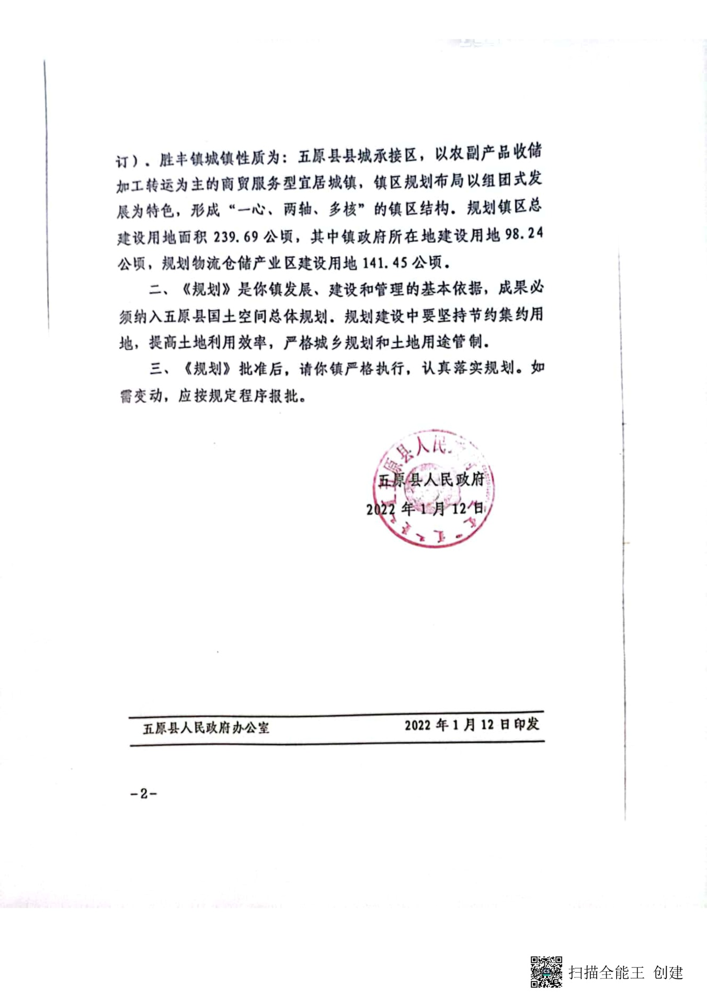 订）。胜丰镇城镇性质为：五原县县城承接区，以农副产品收储
加工转运为主的商贸服务型宜居城镇，镇区规划布局以组团式发
展为特色，形成“一心、两轴、多核”的镇区结构。规划镇区总
建设用地面积 239.69 公顷，其中镇政府所在地建设用地 98.24
公顷，规划物流仓储产业区建设用地 141.45 公顷。
二、《规划》是你镇发展、建设和管理的基本依据，成果必
须纳入五原县国土空间总体规划。规划建设中要坚持节约集约用
地，提高土地利用效率，严格城乡规划和土地用途管制。
三、《规划》批准后，请你镇严格执行，认真落实规划。如
需变动，应按规定程序报批。
原县人民
五原县人民政府
2022 年 1 月 12 日
五原县人民政府办公室 2022 年 1 月 12 日印发
-2-
CS
扫描全能王 创建